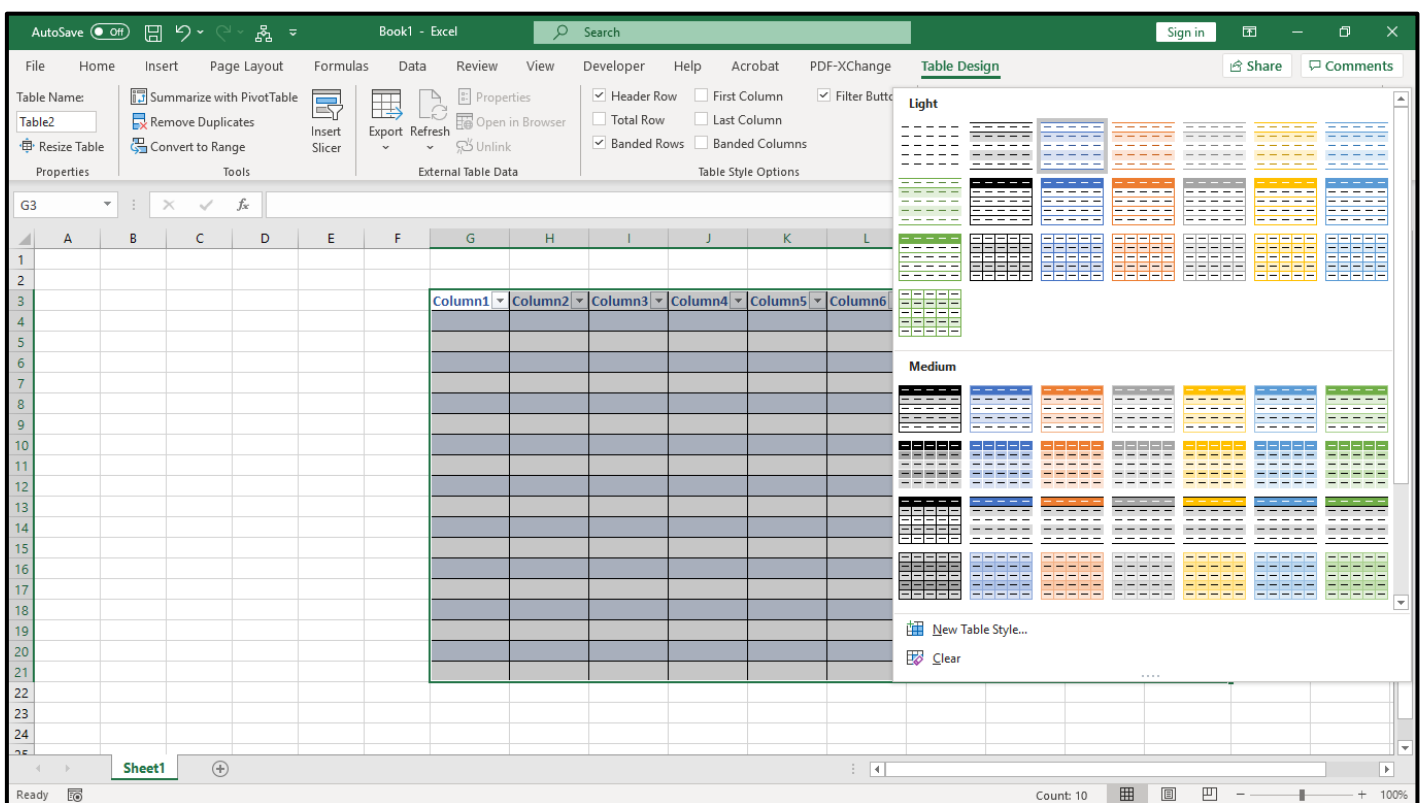 AutoSave Off Book1 - Excel Search Sign in
File Home Insert Page Layout Formulas Data Review View Developer Help Acrobat PDF-XChange Table Design Share Comments
Table Name:
Table2
Resize Table
Properties
Summarize with PivotTable
Remove Duplicates
Convert to Range
Insert
Slicer
Tools
Export Refresh
Properties
Open in Browser
Unlink
External Table Data
Header Row First Column Filter Butto
Total Row Last Column
Banded Rows Banded Columns
Table Style Options
Light
Medium
New Table Style...
Clear
G3 fx
A B C D E F G H I J K L
1
2
3 Column1 Column2 Column3 Column4 Column5 Column6
4
5
6
7
8
9
10
11
12
13
14
15
16
17
18
19
20
21
22
23
24
25
Sheet1
Ready Count: 10 100%